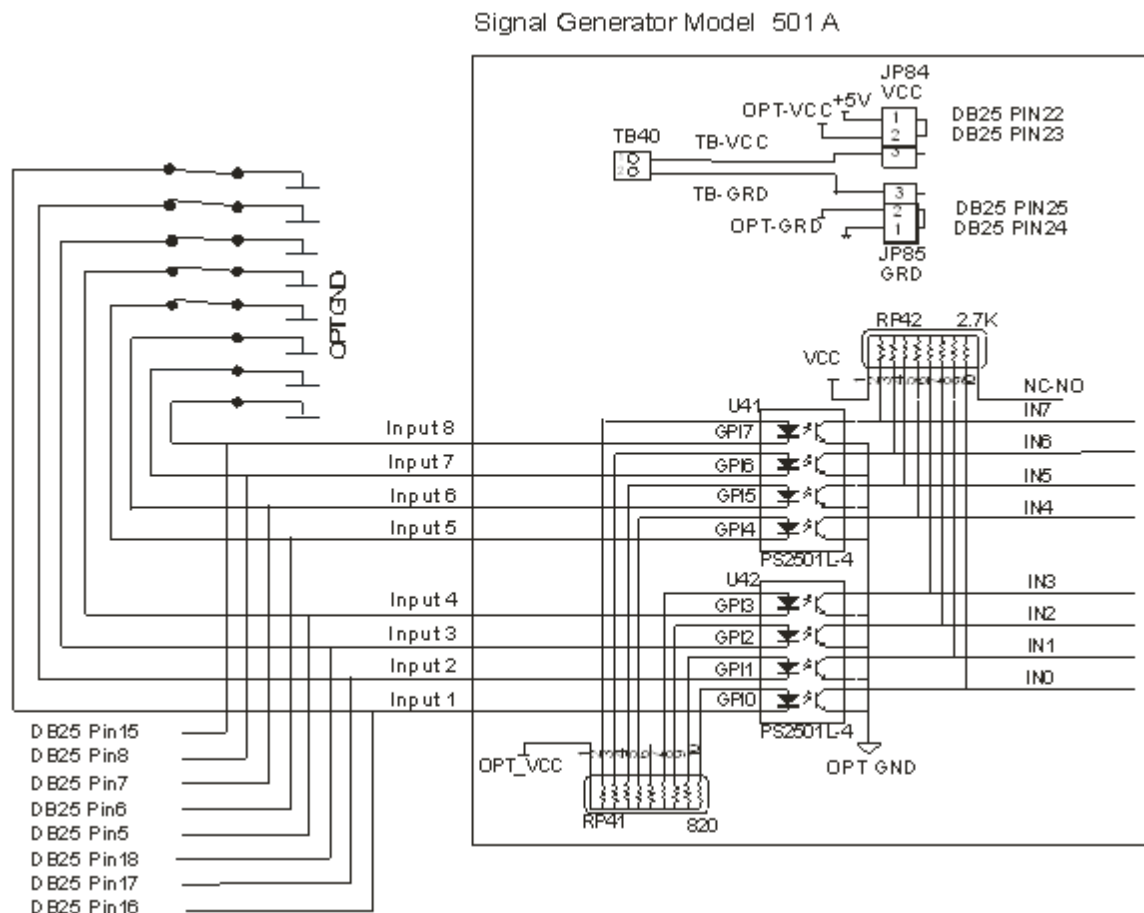 Signal Generator Model 501 A
JP84
VCC
+5V
OPT-VCC
1
2
3
DB25 PIN22
DB25 PIN23
TB40
TB-VCC
TB-GRD
3
2
1
OPT-GRD
DB25 PIN25
DB25 PIN24
JP85
GRD
OPT GND
RP42 2.7K
VCC
NC-NO
U41
Input 8 GPI7 IN7
Input 7 GPI6 IN6
Input 6 GPI5 IN5
Input 5 GPI4 IN4
PS2501L-4
U42
Input 4 GPI3 IN3
Input 3 GPI2 IN2
Input 2 GPI1 IN1
Input 1 GPI0 IN0
PS2501L-4
OPT GND
OPT_VCC
RP41 820
DB25 Pin15
DB25 Pin8
DB25 Pin7
DB25 Pin6
DB25 Pin5
DB25 Pin18
DB25 Pin17
DB25 Pin16